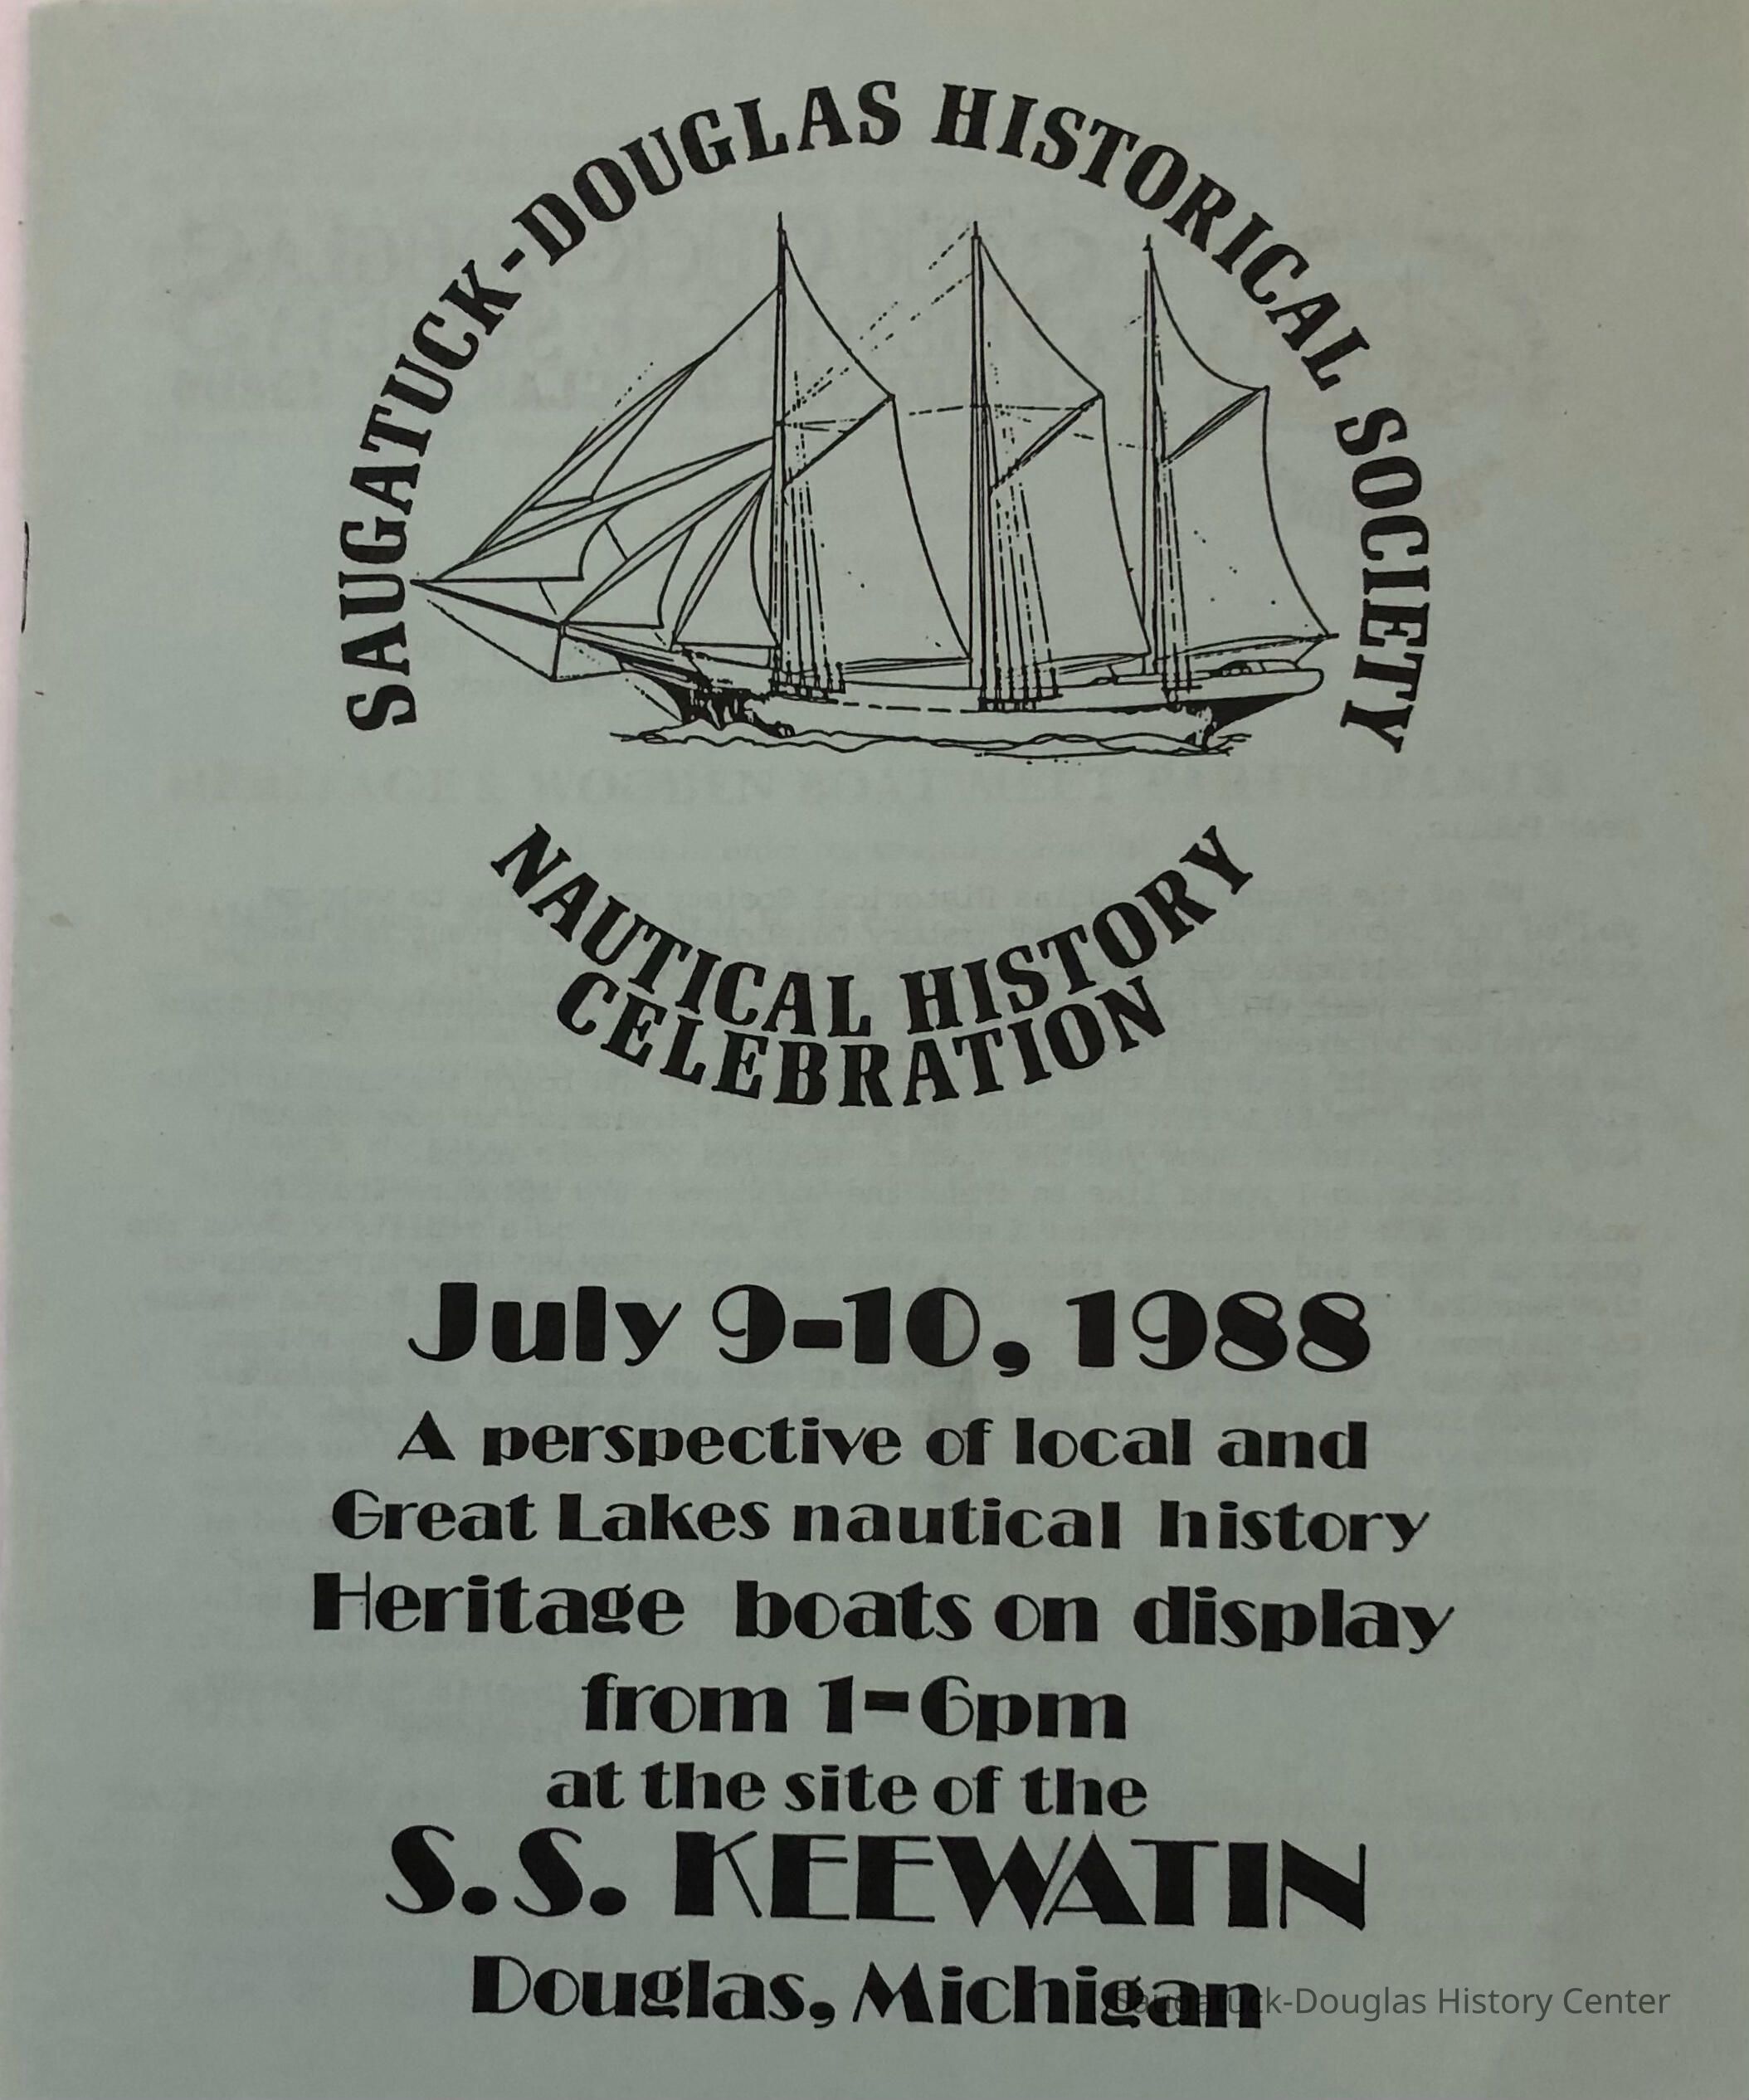 SAUGATUCK-DOUGLAS HISTORICAL SOCIETY
NAUTICAL HISTORY
CELEBRATION
July 9-10, 1988
A perspective of local and
Great Lakes nautical history
Heritage boats on display
from 1-6pm
at the site of the
S.S. KEEWATIN
Douglas, Michigan
Saugatuck-Douglas History Center